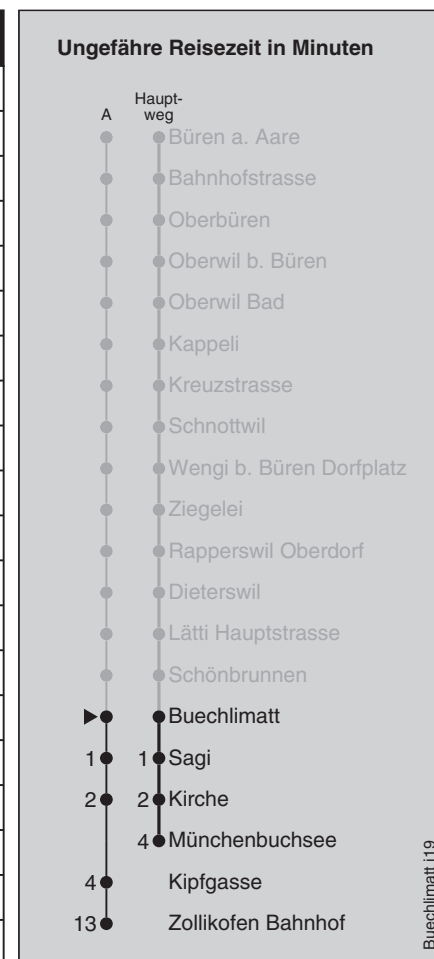 Ungefähre Reisezeit in Minuten
Haupt-
A weg
Büren a. Aare
Bahnhofstrasse
Oberbüren
Oberwil b. Büren
Oberwil Bad
Kappeli
Kreuzstrasse
Schnottwil
Wengi b. Büren Dorfplatz
Ziegelei
Rapperswil Oberdorf
Dieterswil
Lätti Hauptstrasse
Schönbrunnen
Buechlimatt
1 1 Sagi
2 2 Kirche
4 Münchenbuchsee
4 Kipfgasse
13 Zollikofen Bahnhof
Buechlimatt j19